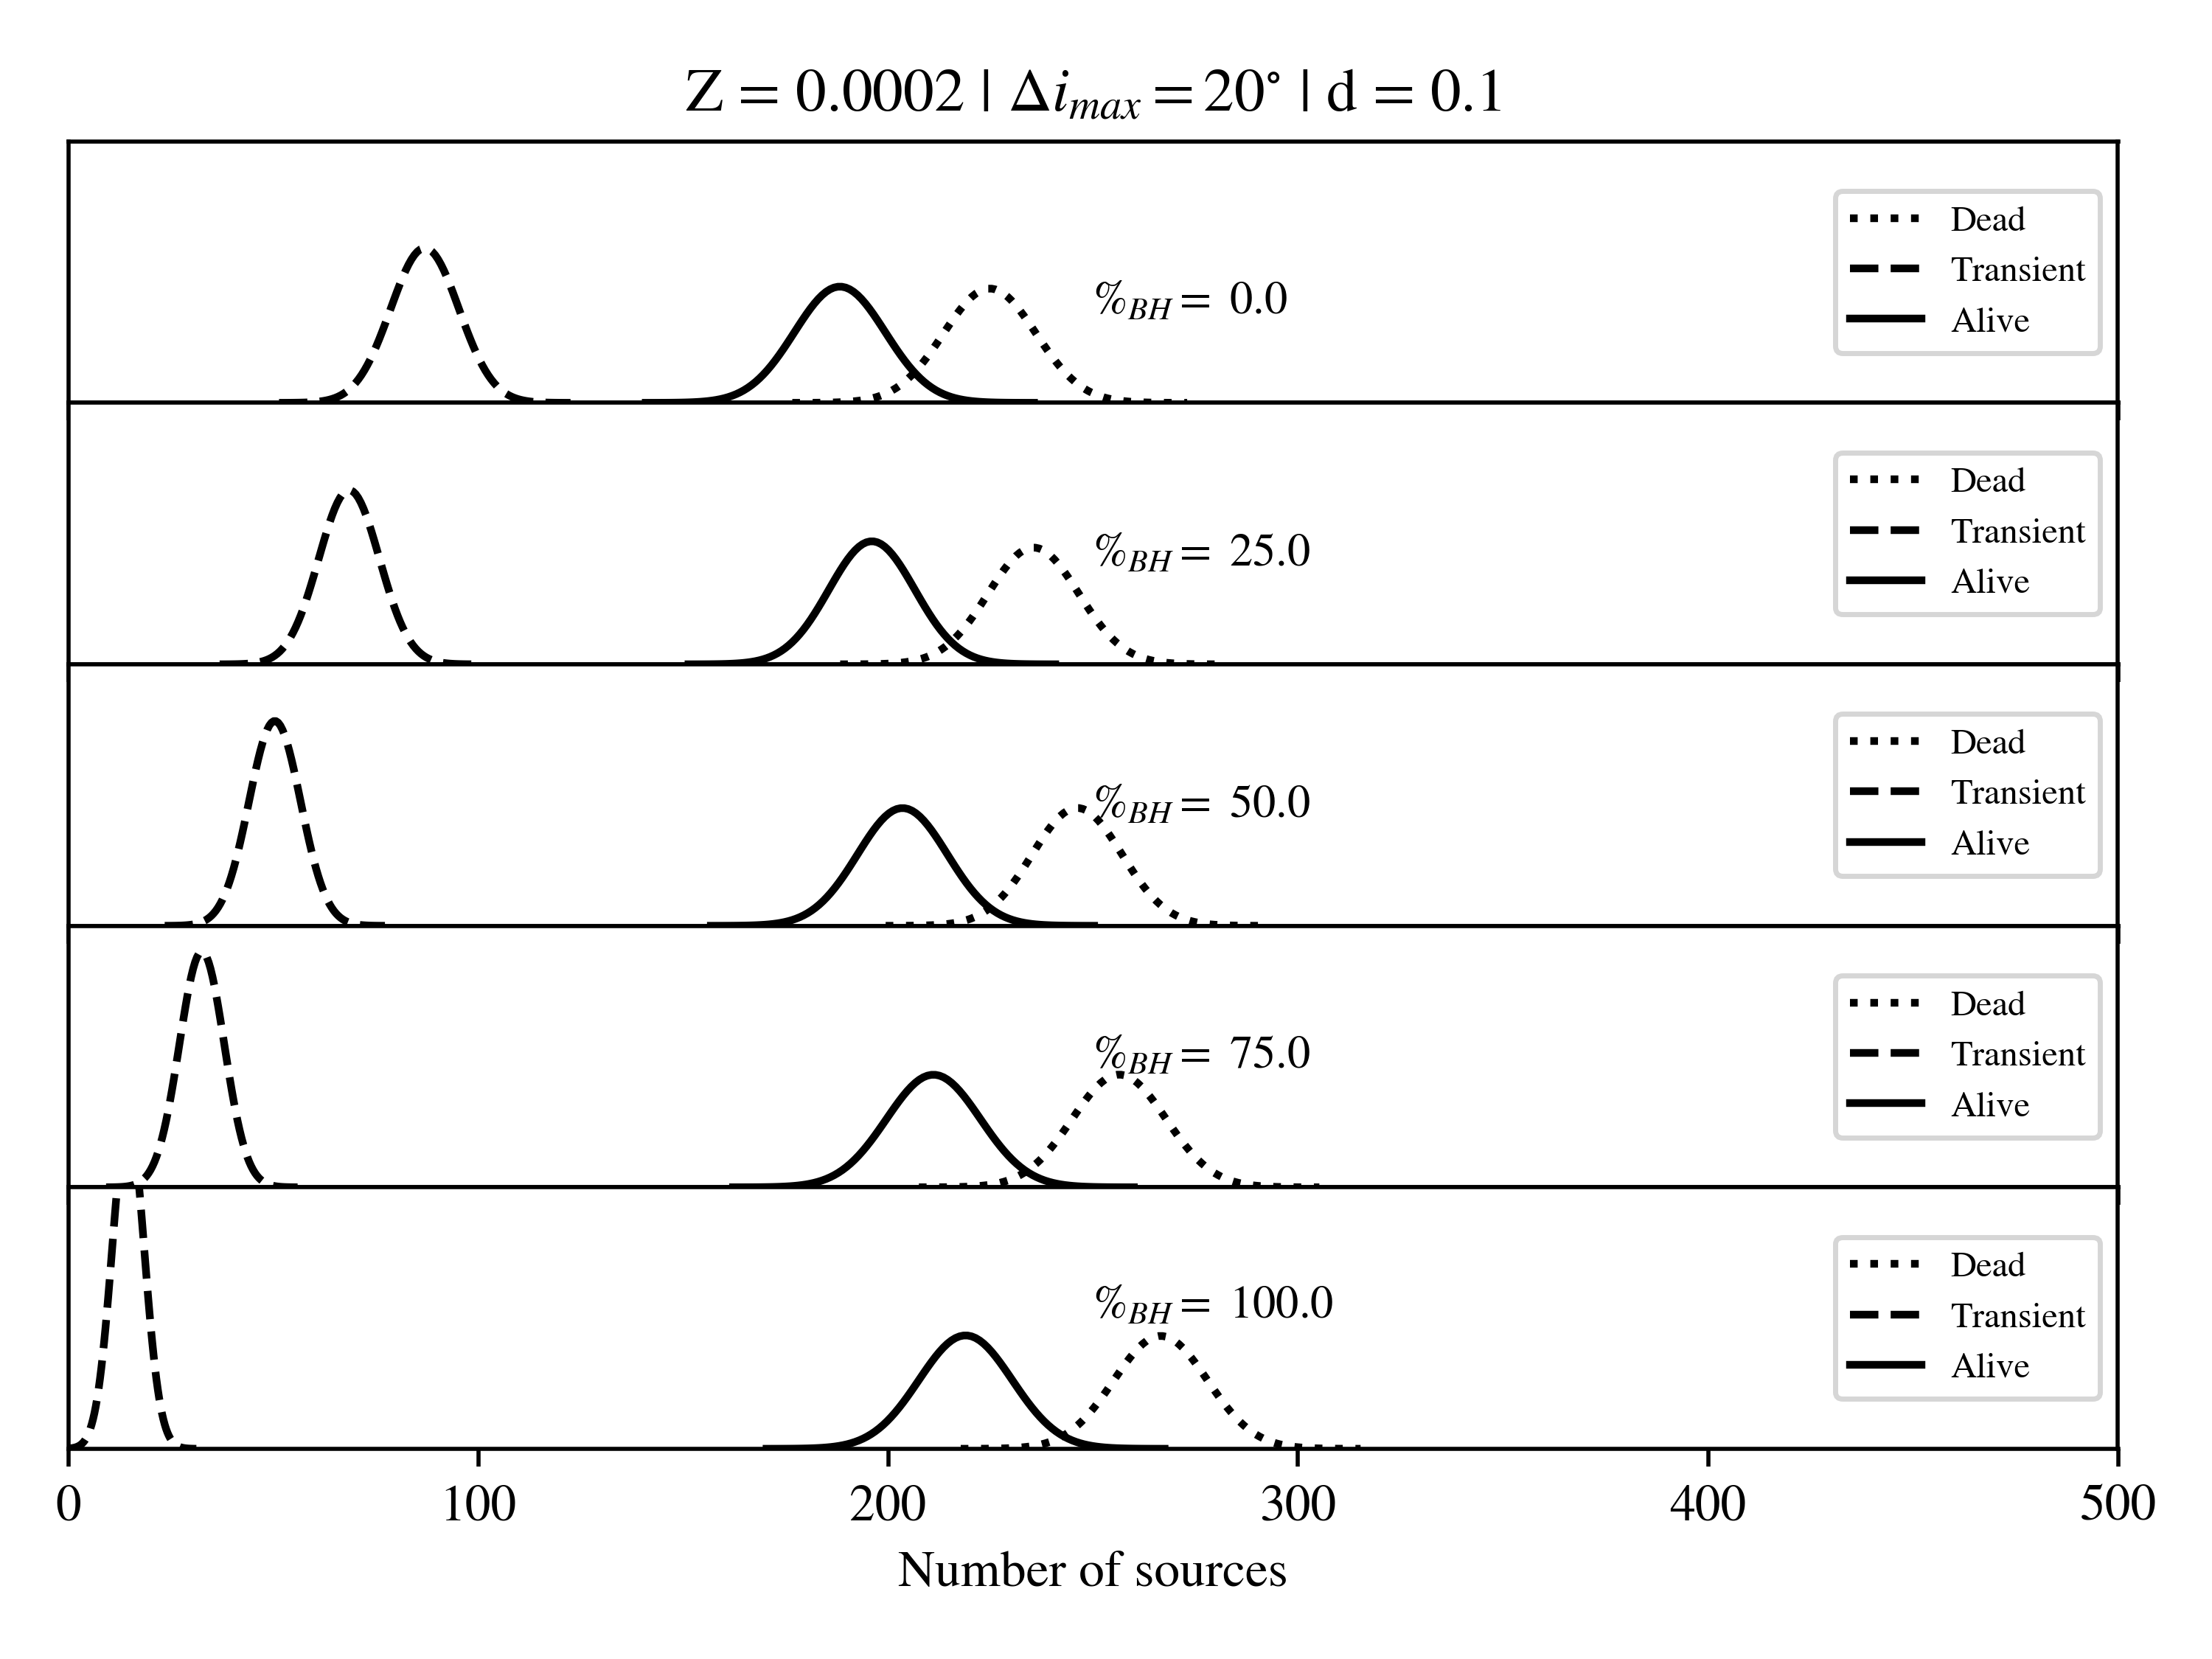 Z = 0.0002 | Δi_max = 20° | d = 0.1
Dead
Transient
%_BH = 0.0
Alive
Dead
Transient
%_BH = 25.0
Alive
Dead
Transient
%_BH = 50.0
Alive
Dead
Transient
%_BH = 75.0
Alive
Dead
Transient
%_BH = 100.0
Alive
0 100 200 300 400 500
Number of sources